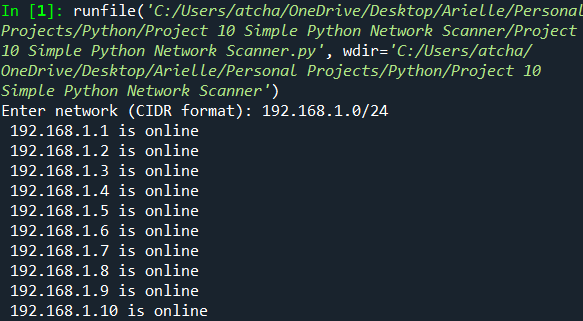 In [1]: runfile('C:/Users/atcha/OneDrive/Desktop/Arielle/Personal
Projects/Python/Project 10 Simple Python Network Scanner/Project
10 Simple Python Network Scanner.py', wdir='C:/Users/atcha/
OneDrive/Desktop/Arielle/Personal Projects/Python/Project 10
Simple Python Network Scanner')
Enter network (CIDR format): 192.168.1.0/24
192.168.1.1 is online
192.168.1.2 is online
192.168.1.3 is online
192.168.1.4 is online
192.168.1.5 is online
192.168.1.6 is online
192.168.1.7 is online
192.168.1.8 is online
192.168.1.9 is online
192.168.1.10 is online